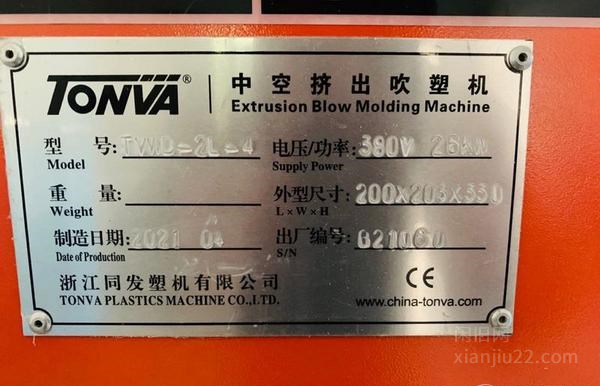 TONVA® 中空挤出吹塑机
Extrusion Blow Molding Machine
型 号: TVHD-2L-4 电压/功率: 380V 26kW
Model Supply Power
重 量: 外型尺寸: 200X203X330
Weight L×W×H
制造日期: 2021 04 出厂编号: 021060
Date of Production S/N
浙江同发塑机有限公司 CE
TONVA PLASTICS MACHINE CO.,LTD. www.china-tonva.com
闲旧网
xianjiu22.com